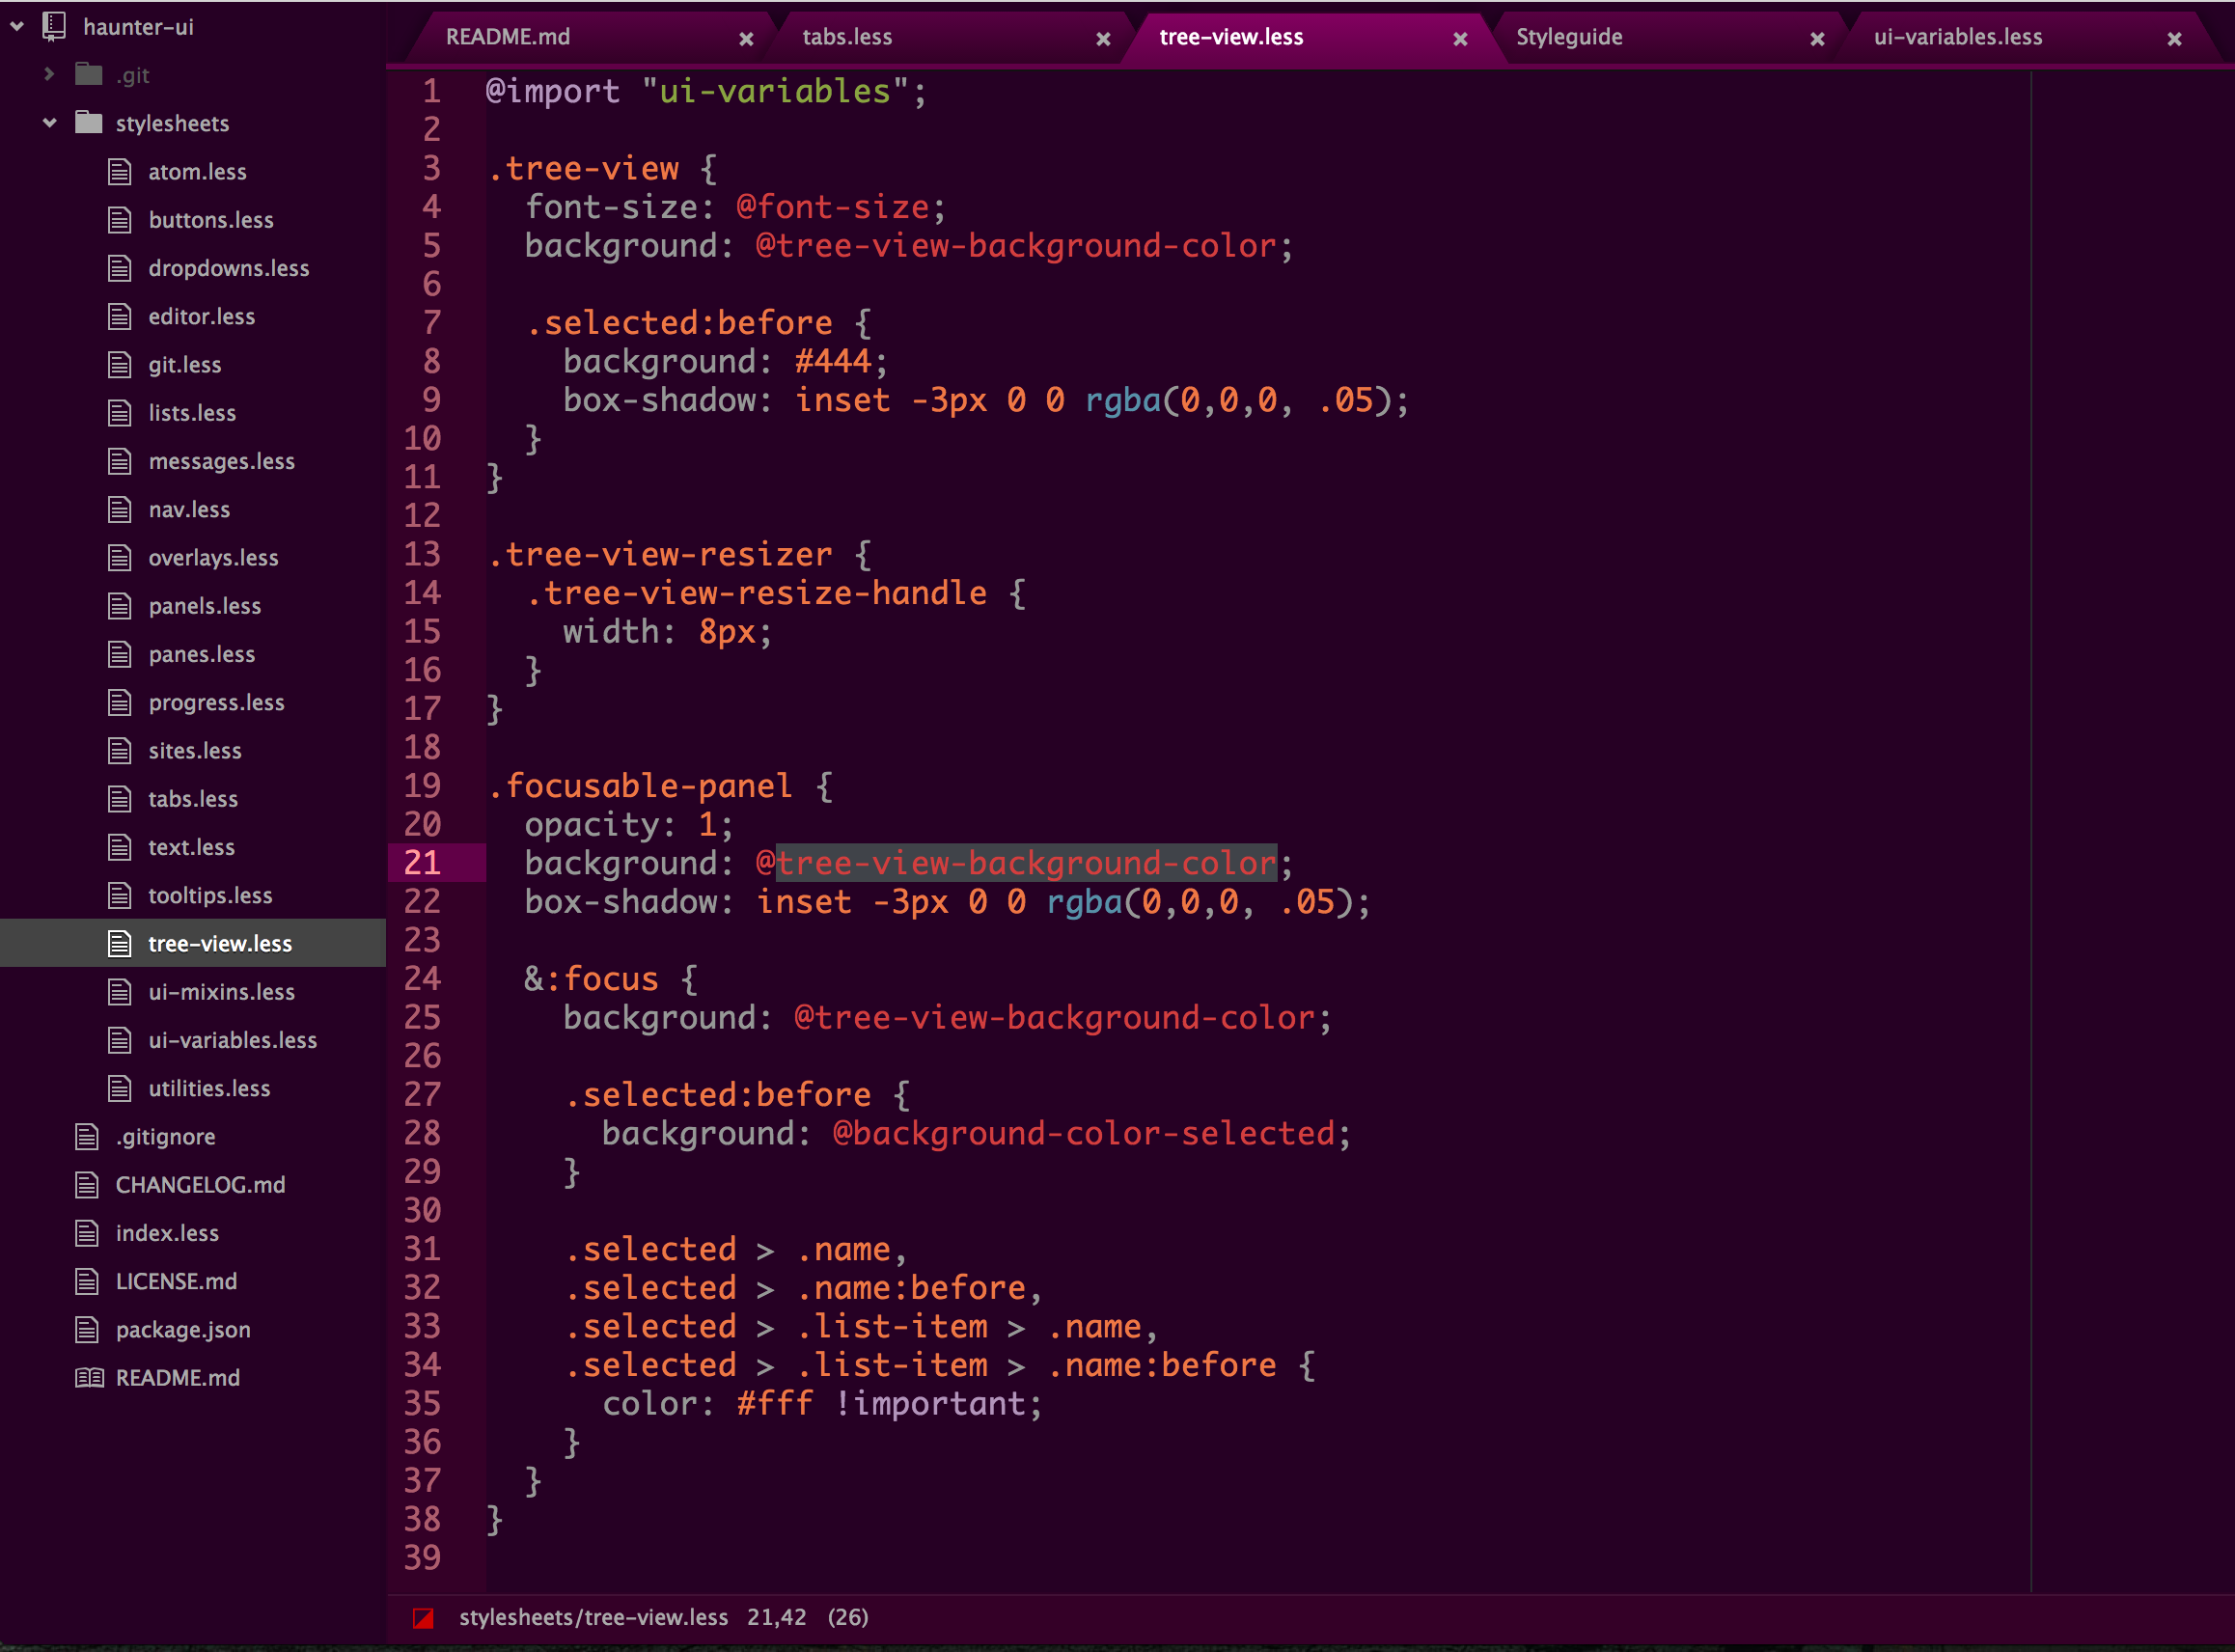 haunter-ui
.git
stylesheets
atom.less
buttons.less
dropdowns.less
editor.less
git.less
lists.less
messages.less
nav.less
overlays.less
panels.less
panes.less
progress.less
sites.less
tabs.less
text.less
tooltips.less
tree-view.less
ui-mixins.less
ui-variables.less
utilities.less
.gitignore
CHANGELOG.md
index.less
LICENSE.md
package.json
README.md
README.md × tabs.less × tree-view.less × Styleguide × ui-variables.less ×
1 @import "ui-variables";
2
3 .tree-view {
4   font-size: @font-size;
5   background: @tree-view-background-color;
6
7   .selected:before {
8     background: #444;
9     box-shadow: inset -3px 0 0 rgba(0,0,0, .05);
10   }
11 }
12
13 .tree-view-resizer {
14   .tree-view-resize-handle {
15     width: 8px;
16   }
17 }
18
19 .focusable-panel {
20   opacity: 1;
21   background: @tree-view-background-color;
22   box-shadow: inset -3px 0 0 rgba(0,0,0, .05);
23
24   &:focus {
25     background: @tree-view-background-color;
26
27     .selected:before {
28       background: @background-color-selected;
29     }
30
31     .selected > .name,
32     .selected > .name:before,
33     .selected > .list-item > .name,
34     .selected > .list-item > .name:before {
35       color: #fff !important;
36     }
37   }
38 }
39
stylesheets/tree-view.less 21,42 (26)